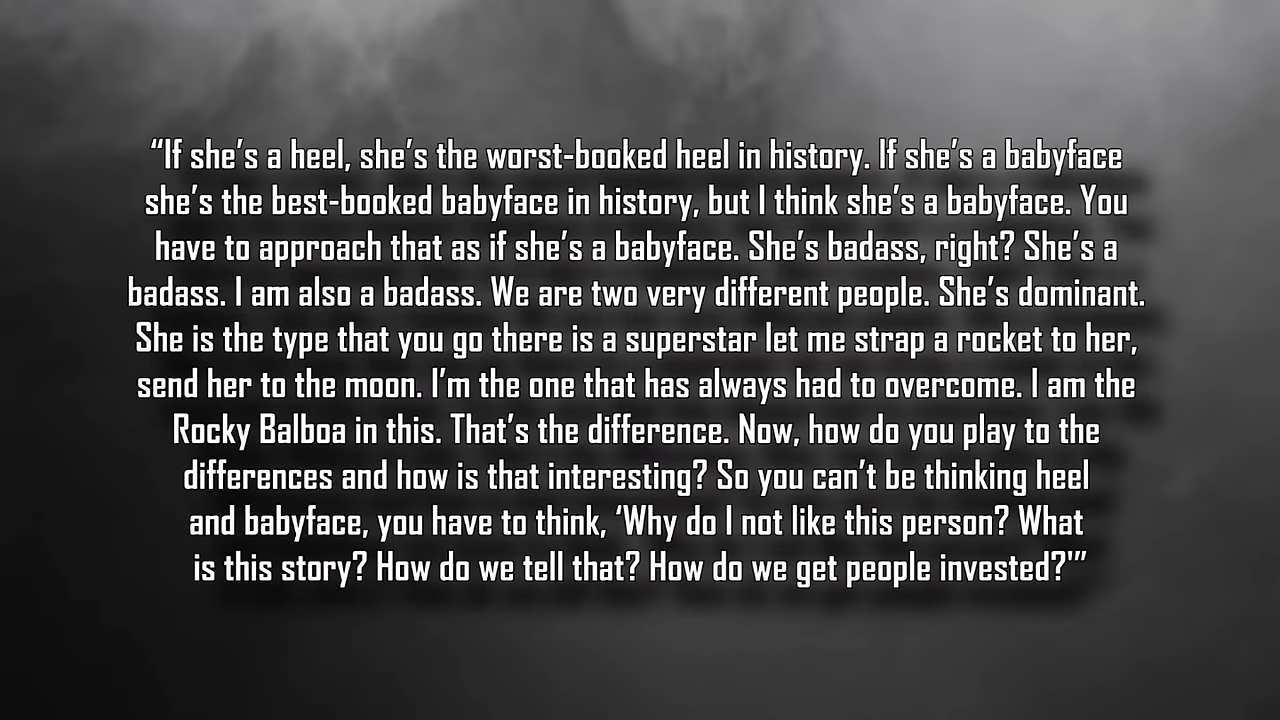 “If she’s a heel, she’s the worst-booked heel in history. If she’s a babyface
she’s the best-booked babyface in history, but I think she’s a babyface. You
have to approach that as if she’s a babyface. She’s badass, right? She’s a
badass. I am also a badass. We are two very different people. She’s dominant.
She is the type that you go there is a superstar let me strap a rocket to her,
send her to the moon. I’m the one that has always had to overcome. I am the
Rocky Balboa in this. That’s the difference. Now, how do you play to the
differences and how is that interesting? So you can’t be thinking heel
and babyface, you have to think, ‘Why do I not like this person? What
is this story? How do we tell that? How do we get people invested?'”